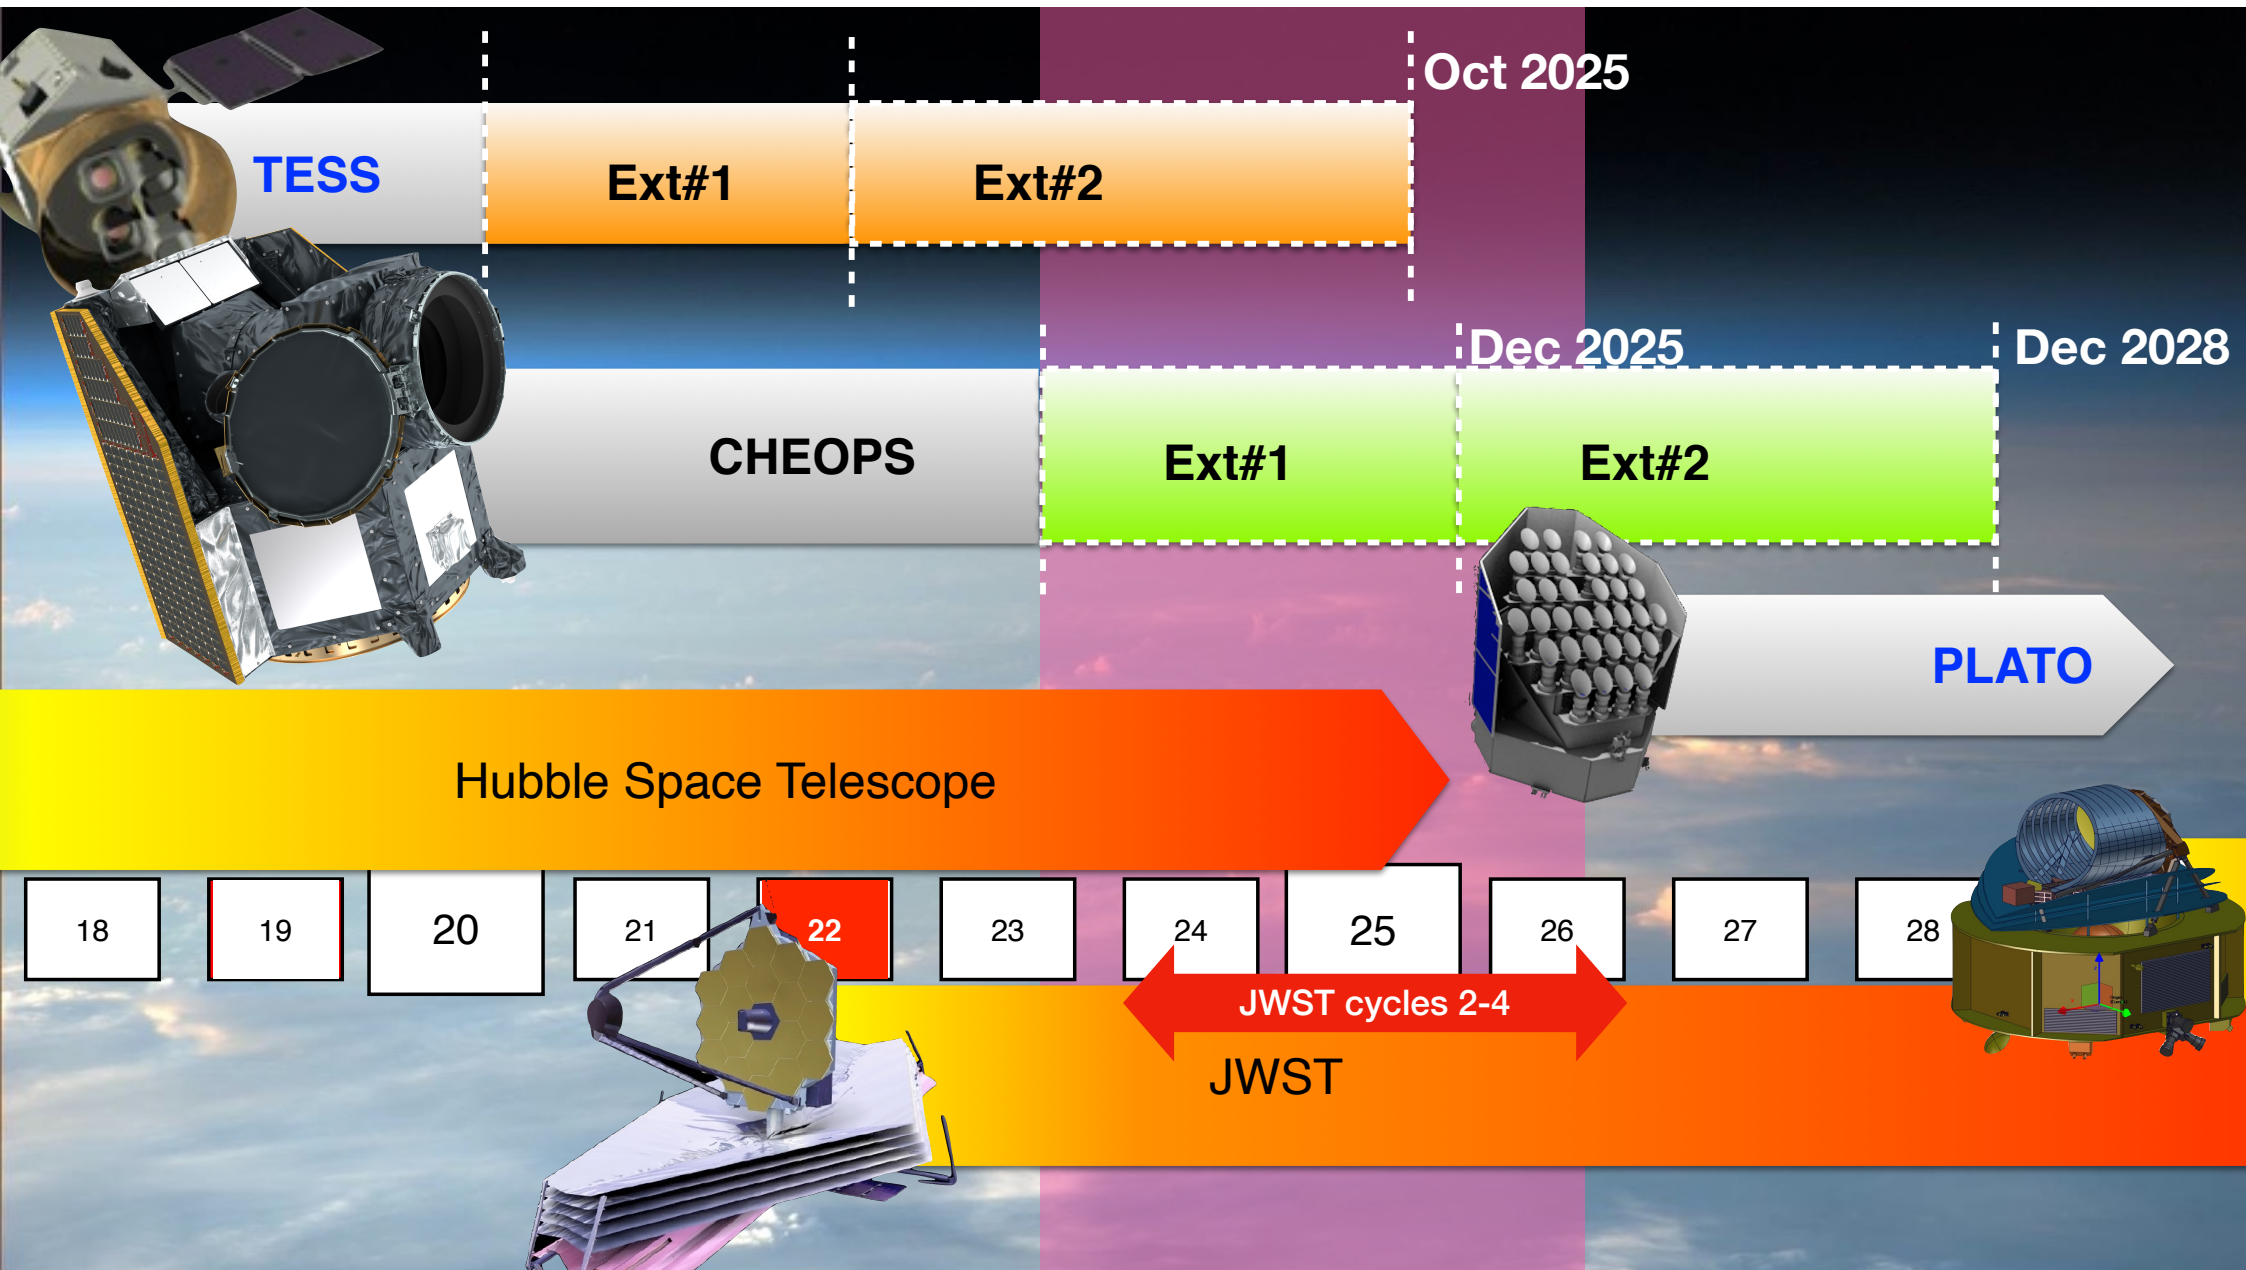 Oct 2025
TESS
Ext#1
Ext#2
Dec 2025
Dec 2028
CHEOPS
Ext#1
Ext#2
PLATO
Hubble Space Telescope
18
19
20
21
22
23
24
25
26
27
28
JWST cycles 2-4
JWST